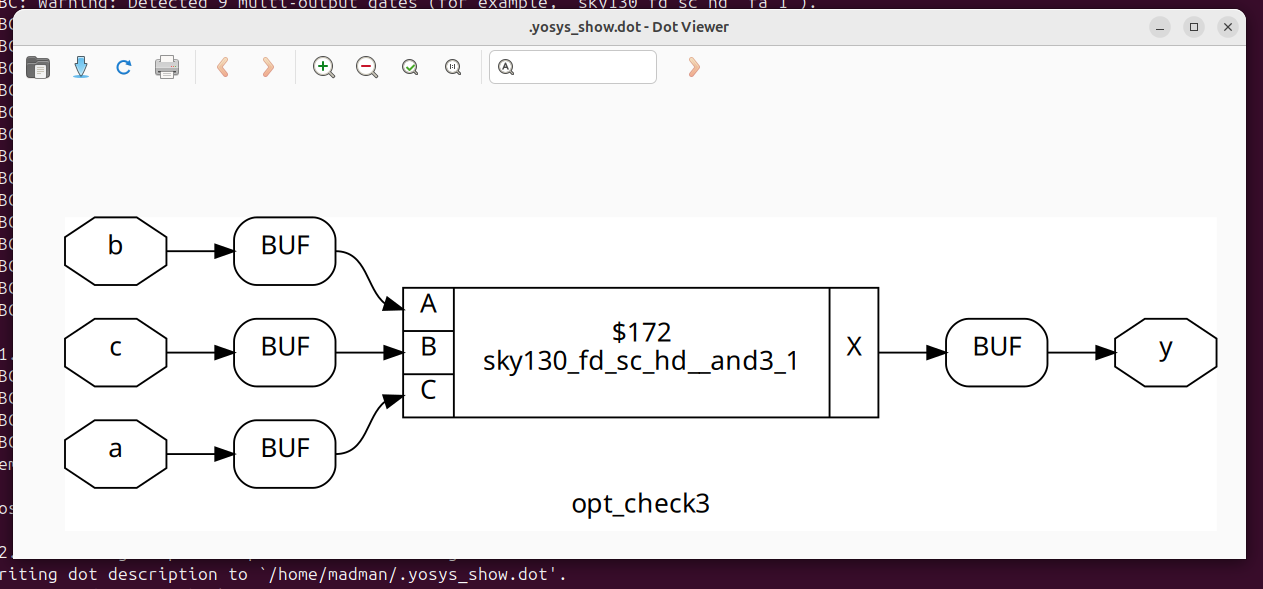 BC: Warning: Detected 9 multi-output gates (for example, "sky130_fd_sc_hd__fa_1").
.yosys_show.dot - Dot Viewer
b
BUF
A
c
BUF
B
$172
sky130_fd_sc_hd__and3_1
X
BUF
y
C
a
BUF
opt_check3
riting dot description to `/home/madman/.yosys_show.dot'.